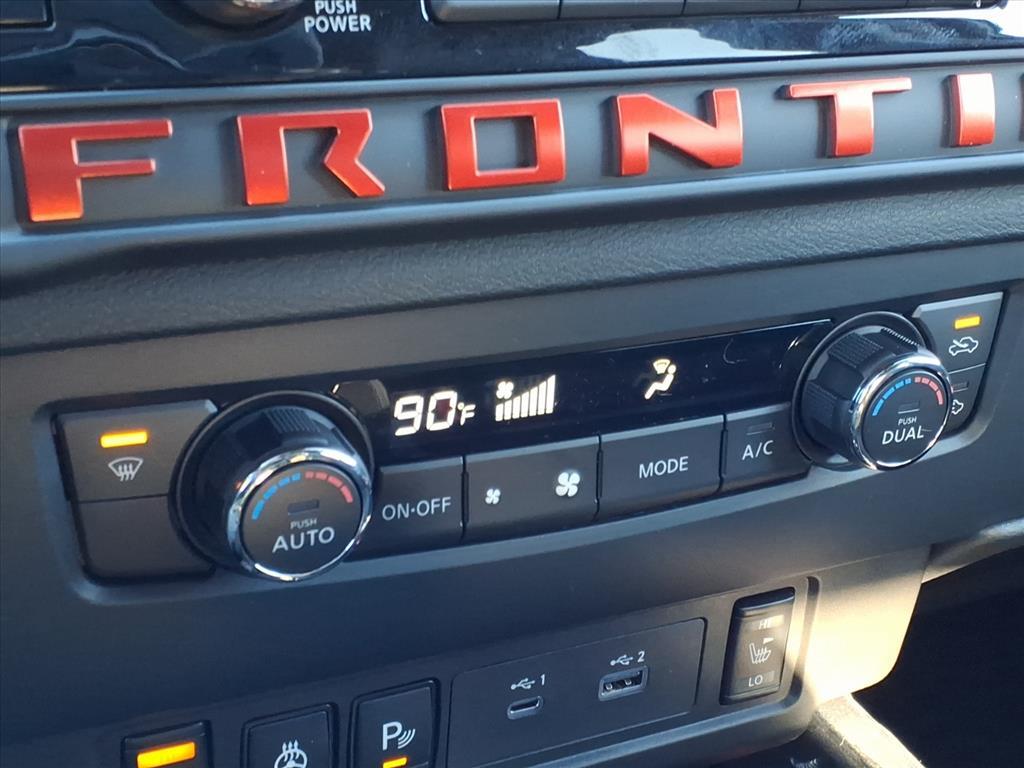 PUSH
POWER
FRONTI
90°F
PUSH
AUTO
ON·OFF
MODE
A/C
PUSH
DUAL
1
2
HI
LO
P